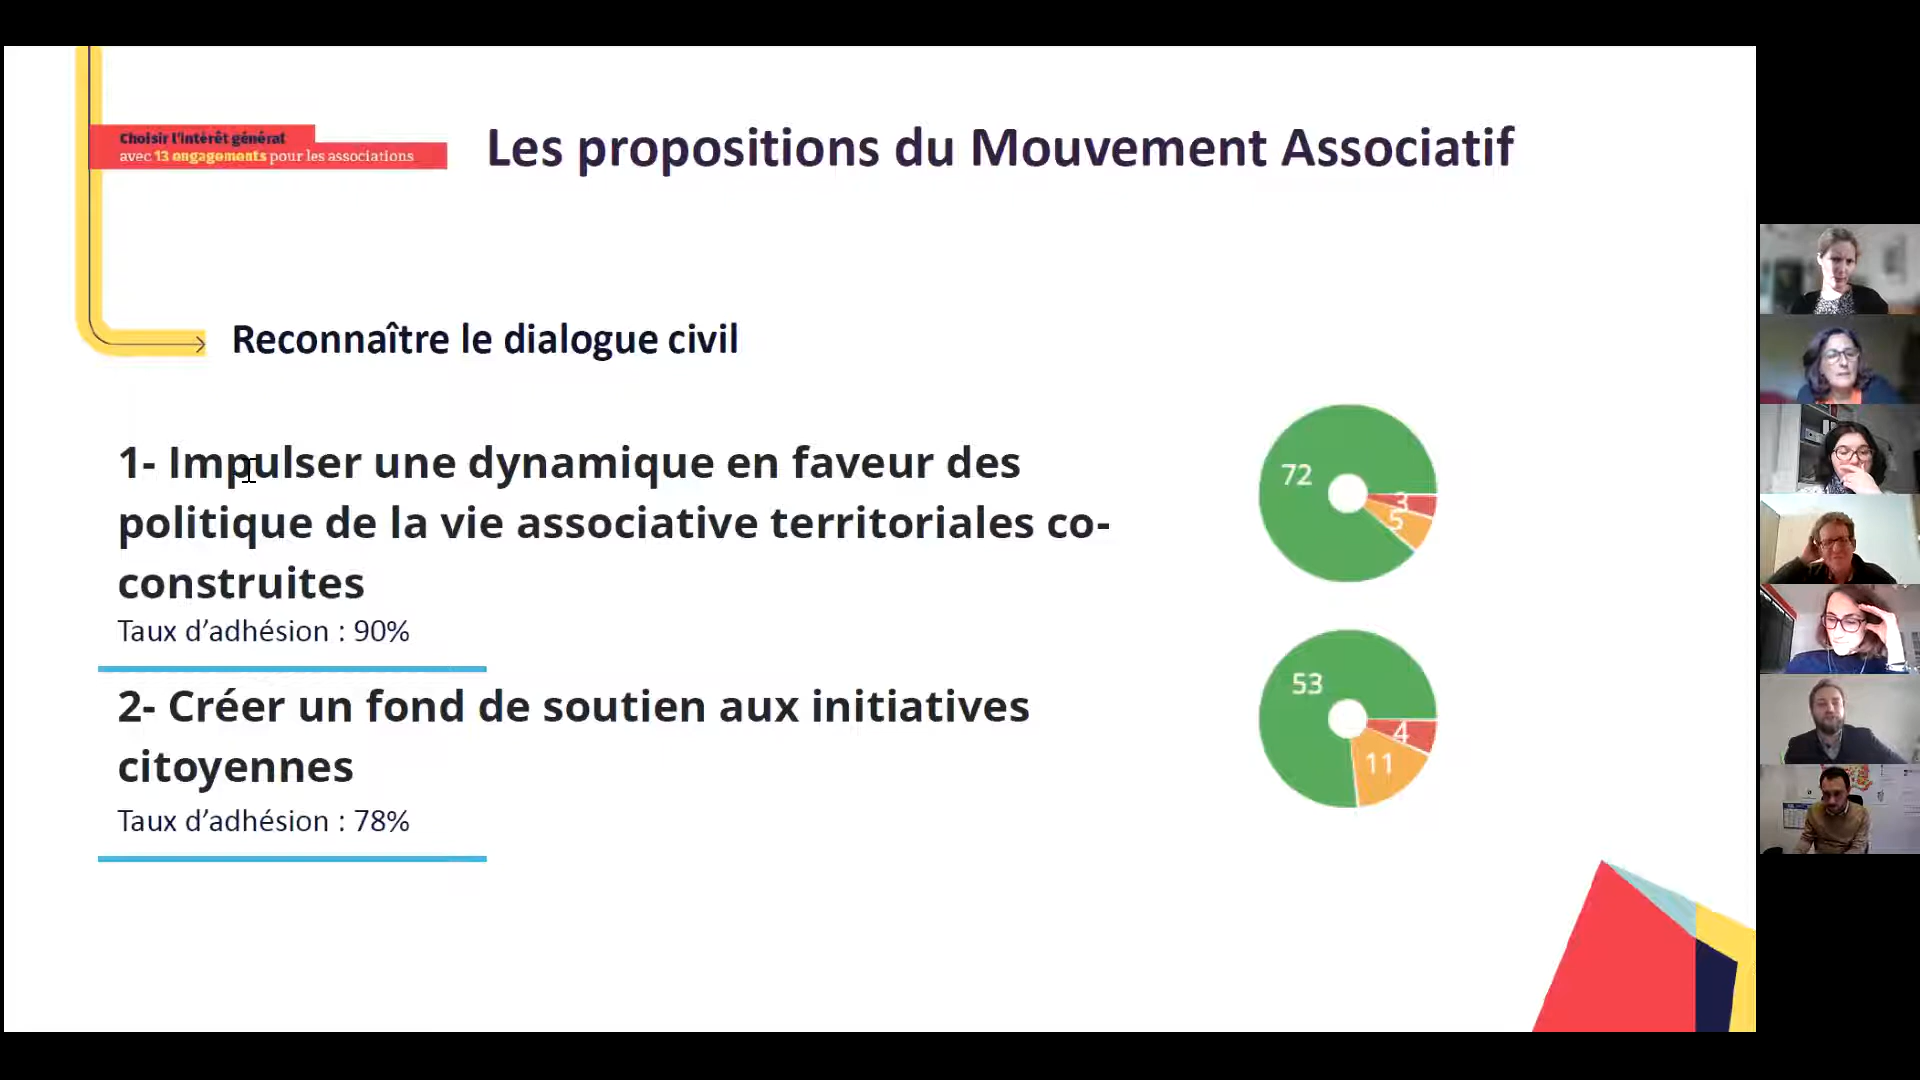 Choisir l'intérêt général
avec 13 engagements pour les associations
Les propositions du Mouvement Associatif
Reconnaître le dialogue civil
1- Impulser une dynamique en faveur des
politique de la vie associative territoriales co-
construites
Taux d’adhésion : 90%
72
3
5
2- Créer un fond de soutien aux initiatives
citoyennes
Taux d’adhésion : 78%
53
4
11